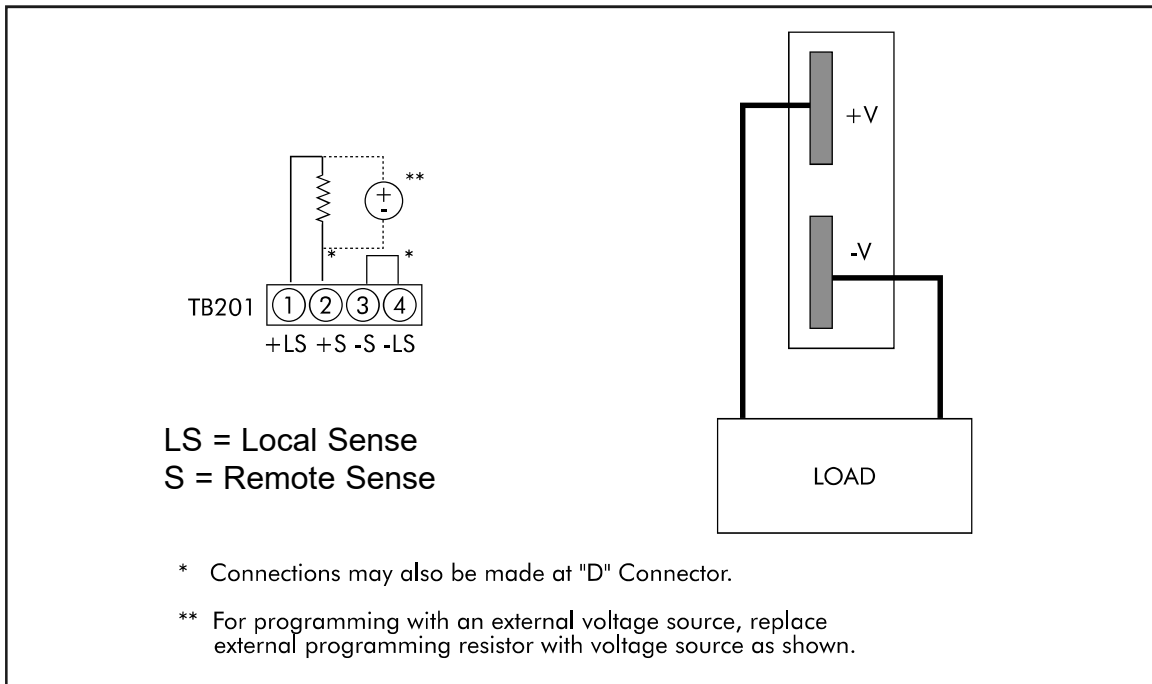 +V
**
+
-
*
*
-V
TB201 1 2 3 4
+LS +S -S -LS
LS = Local Sense
S = Remote Sense
LOAD
* Connections may also be made at "D" Connector.
** For programming with an external voltage source, replace
external programming resistor with voltage source as shown.